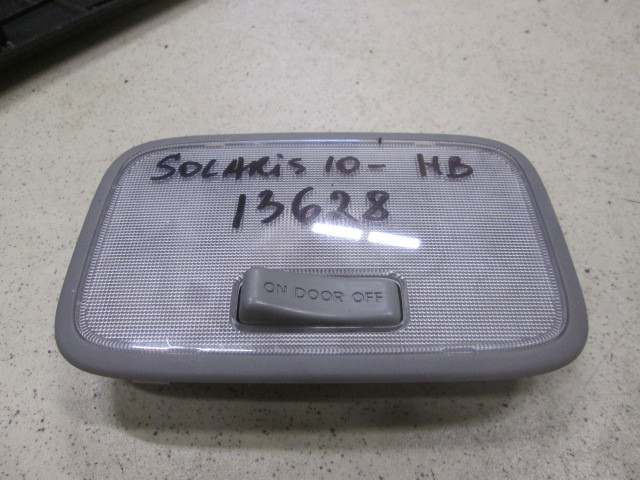 SOLARiS 10- HB
13628
ON DOOR OFF